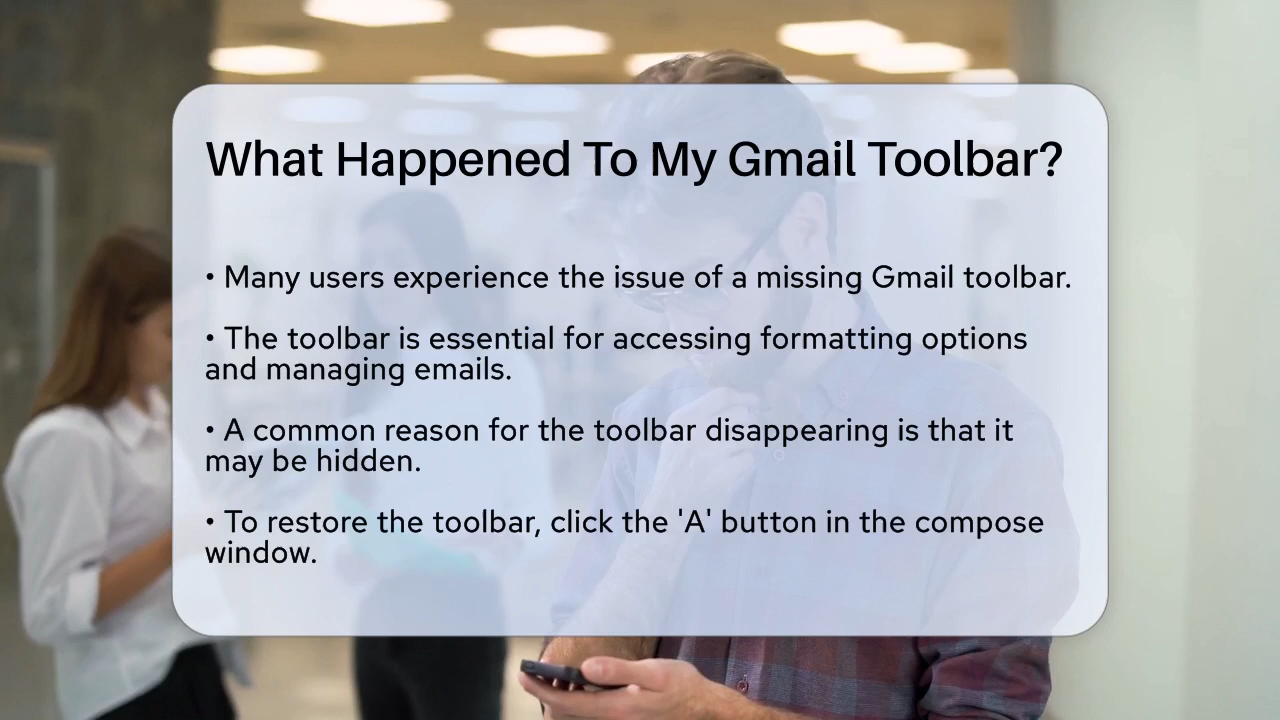 What Happened To My Gmail Toolbar?
• Many users experience the issue of a missing Gmail toolbar.
• The toolbar is essential for accessing formatting options
and managing emails.
• A common reason for the toolbar disappearing is that it
may be hidden.
• To restore the toolbar, click the 'A' button in the compose
window.